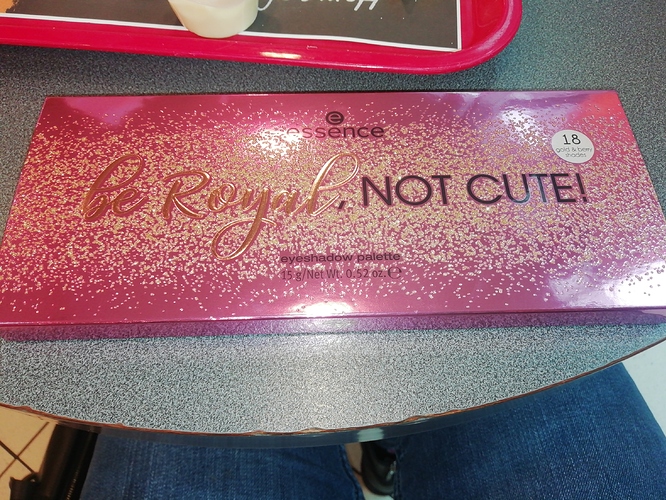 essence
18
gold & berry
shades
be Royal, NOT CUTE!
eyeshadow palette
15 g/Net Wt. 0.52 oz. ℮